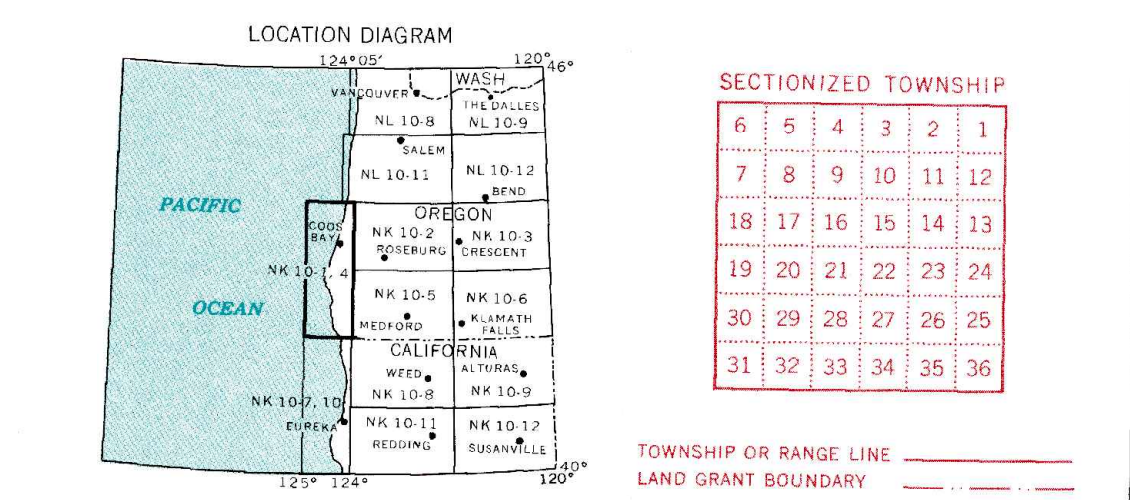 LOCATION DIAGRAM
124°05′ 120°
46°
WASH
VANCOUVER
THE DALLES
NL 10-8 NL 10-9
SALEM
NL 10-11 NL 10-12
BEND
PACIFIC
OREGON
COOS
BAY
NK 10-2 NK 10-3
ROSEBURG CRESCENT
NK 10-1, 4
OCEAN
NK 10-5 NK 10-6
MEDFORD
KLAMATH
FALLS
CALIFORNIA
WEED ALTURAS
NK 10-8 NK 10-9
NK 10-7, 10
EUREKA
NK 10-11 NK 10-12
REDDING SUSANVILLE
40°
125° 124° 120°
SECTIONIZED TOWNSHIP
6 5 4 3 2 1
7 8 9 10 11 12
18 17 16 15 14 13
19 20 21 22 23 24
30 29 28 27 26 25
31 32 33 34 35 36
TOWNSHIP OR RANGE LINE
LAND GRANT BOUNDARY